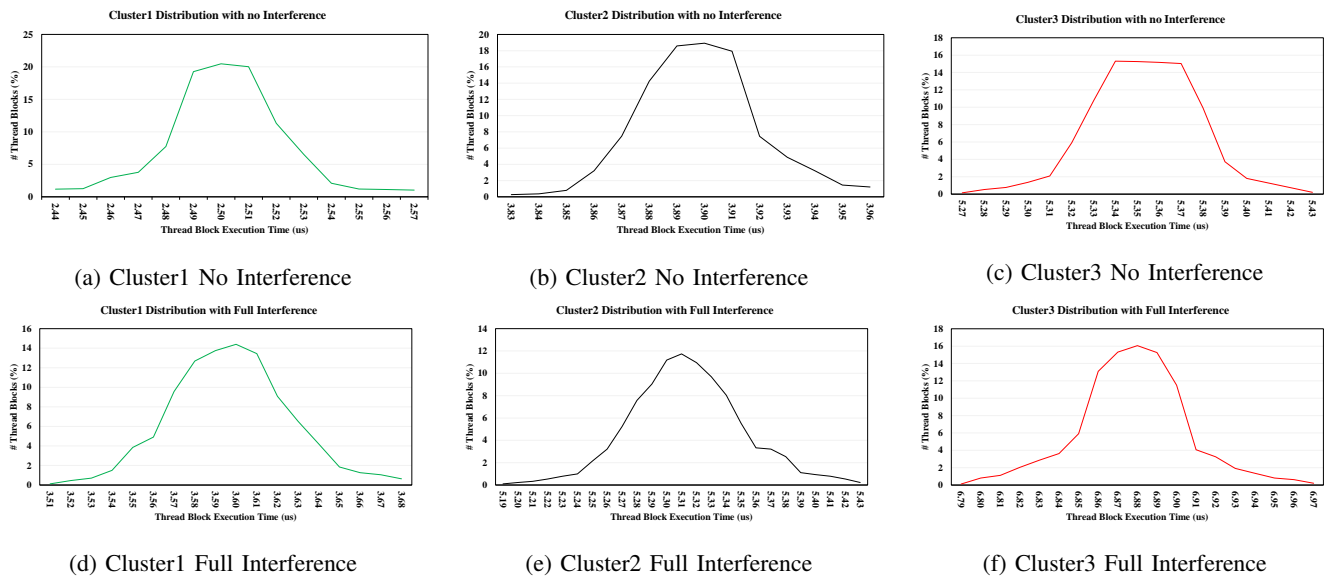 Cluster1 Distribution with no Interference
# Thread Blocks (%)
25
20
15
10
5
0
2.44 2.45 2.46 2.47 2.48 2.49 2.50 2.51 2.52 2.53 2.54 2.55 2.56 2.57
Thread Block Execution Time (us)
(a) Cluster1 No Interference
Cluster2 Distribution with no Interference
# Thread Blocks (%)
20
18
16
14
12
10
8
6
4
2
0
3.83 3.84 3.85 3.86 3.87 3.88 3.89 3.90 3.91 3.92 3.93 3.94 3.95 3.96
Thread Block Execution Time (us)
(b) Cluster2 No Interference
Cluster3 Distribution with no Interference
# Thread Blocks (%)
18
16
14
12
10
8
6
4
2
0
5.27 5.28 5.29 5.30 5.31 5.32 5.33 5.34 5.35 5.36 5.37 5.38 5.39 5.40 5.41 5.42 5.43
Thread Block Execution Time (us)
(c) Cluster3 No Interference
Cluster1 Distribution with Full Interference
# Thread Blocks (%)
16
14
12
10
8
6
4
2
0
3.51 3.52 3.53 3.54 3.55 3.56 3.57 3.58 3.59 3.60 3.61 3.62 3.63 3.64 3.65 3.66 3.67 3.68
Thread Block Execution Time (us)
(d) Cluster1 Full Interference
Cluster2 Distribution with Full Interference
# Thread Blocks (%)
14
12
10
8
6
4
2
0
5.19 5.20 5.21 5.22 5.23 5.24 5.25 5.26 5.27 5.28 5.29 5.30 5.31 5.32 5.33 5.34 5.35 5.36 5.37 5.38 5.39 5.40 5.41 5.42 5.43
Thread Block Execution Time (us)
(e) Cluster2 Full Interference
Cluster3 Distribution with Full Interference
# Thread Blocks (%)
18
16
14
12
10
8
6
4
2
0
6.79 6.80 6.81 6.82 6.83 6.84 6.85 6.86 6.87 6.88 6.89 6.90 6.91 6.92 6.93 6.94 6.95 6.96 6.97
Thread Block Execution Time (us)
(f) Cluster3 Full Interference